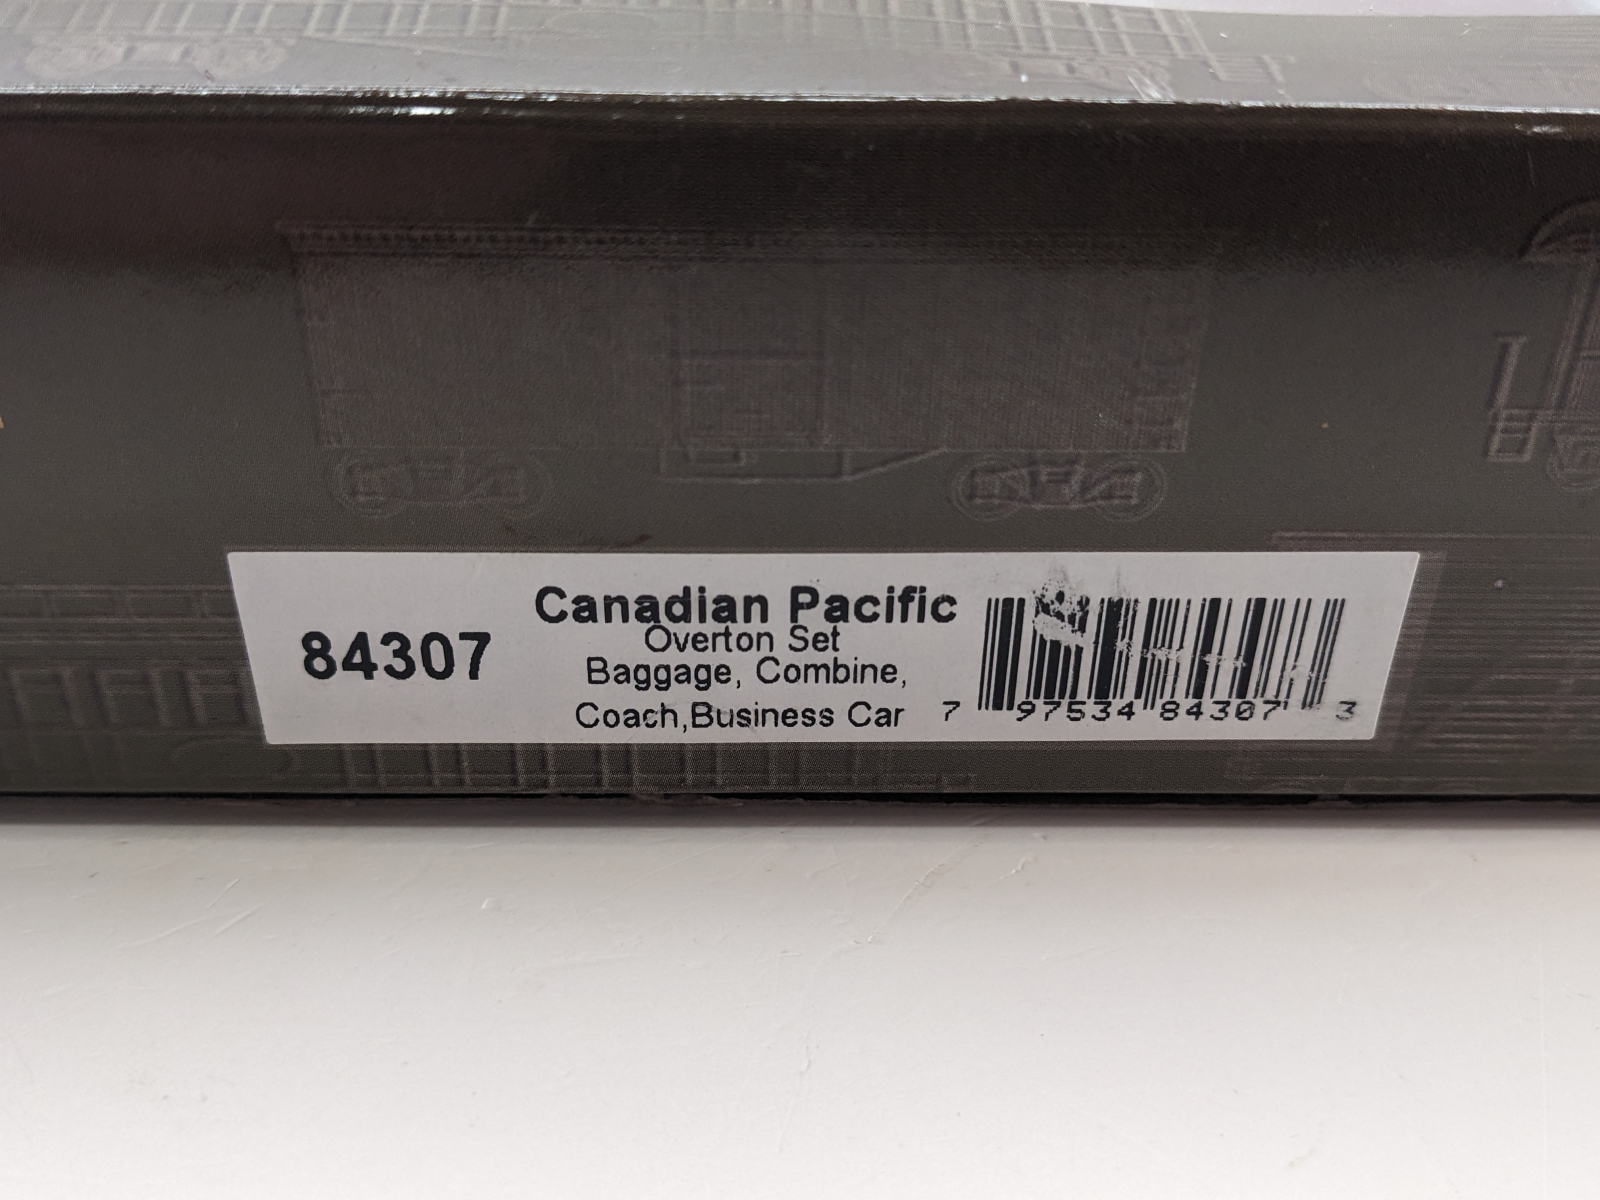 84307
Canadian Pacific
Overton Set
Baggage, Combine,
Coach,Business Car
7 97534 84307 3